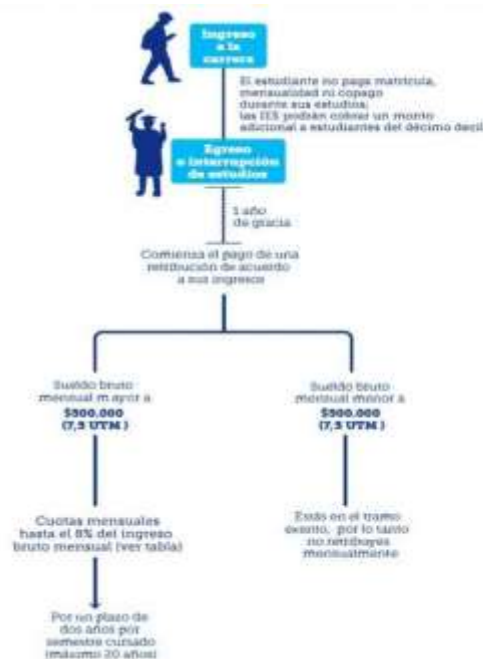 Ingreso
a la
carrera
El estudiante no paga matrícula,
mensualidad ni copago
durante sus estudios;
las IES podrán cobrar un monto
adicional a estudiantes del décimo decil
Egreso
o interrupción
de estudios
1 año
de gracia
Comienza el pago de una
retribución de acuerdo
a sus ingresos
Sueldo bruto
mensual mayor a
$500.000
(7,5 UTM )
Sueldo bruto
mensual menor a
$500.000
(7,5 UTM )
Cuotas mensuales
hasta el 8% del ingreso
bruto mensual (ver tabla)
Estás en el tramo
exento, por lo tanto
no retribuyes
mensualmente
Por un plazo de
dos años por
semestre cursado
(máximo 20 años)